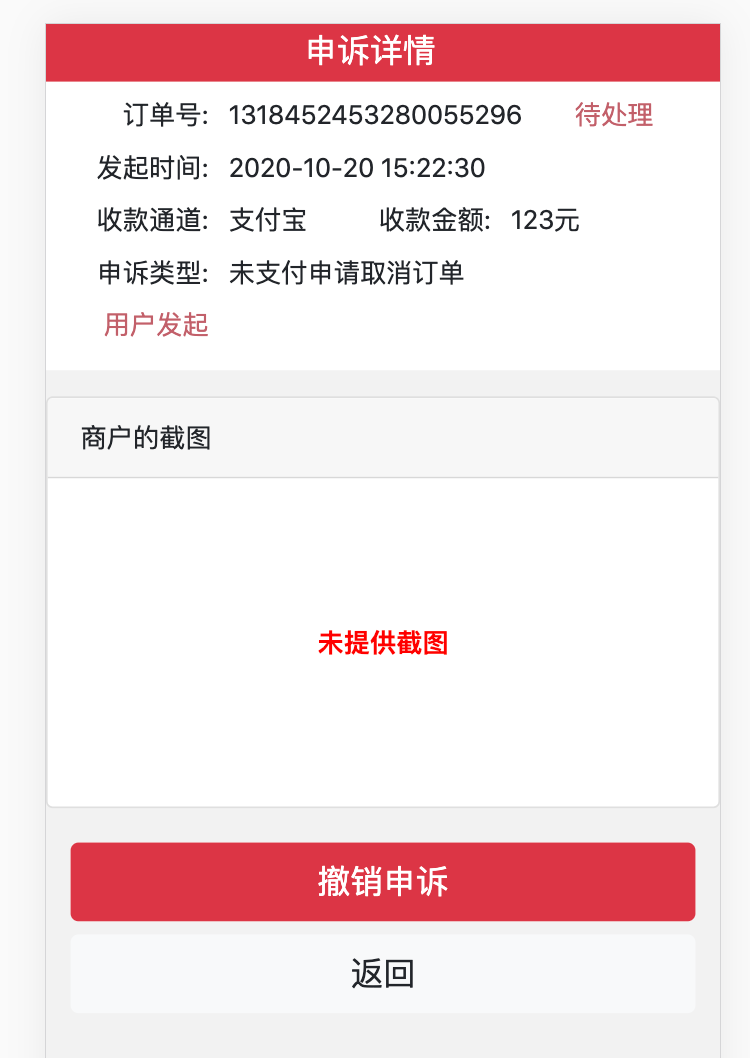 申诉详情
订单号: 1318452453280055296 待处理
发起时间: 2020-10-20 15:22:30
收款通道: 支付宝 收款金额: 123元
申诉类型: 未支付申请取消订单
用户发起
商户的截图
未提供截图
撤销申诉
返回